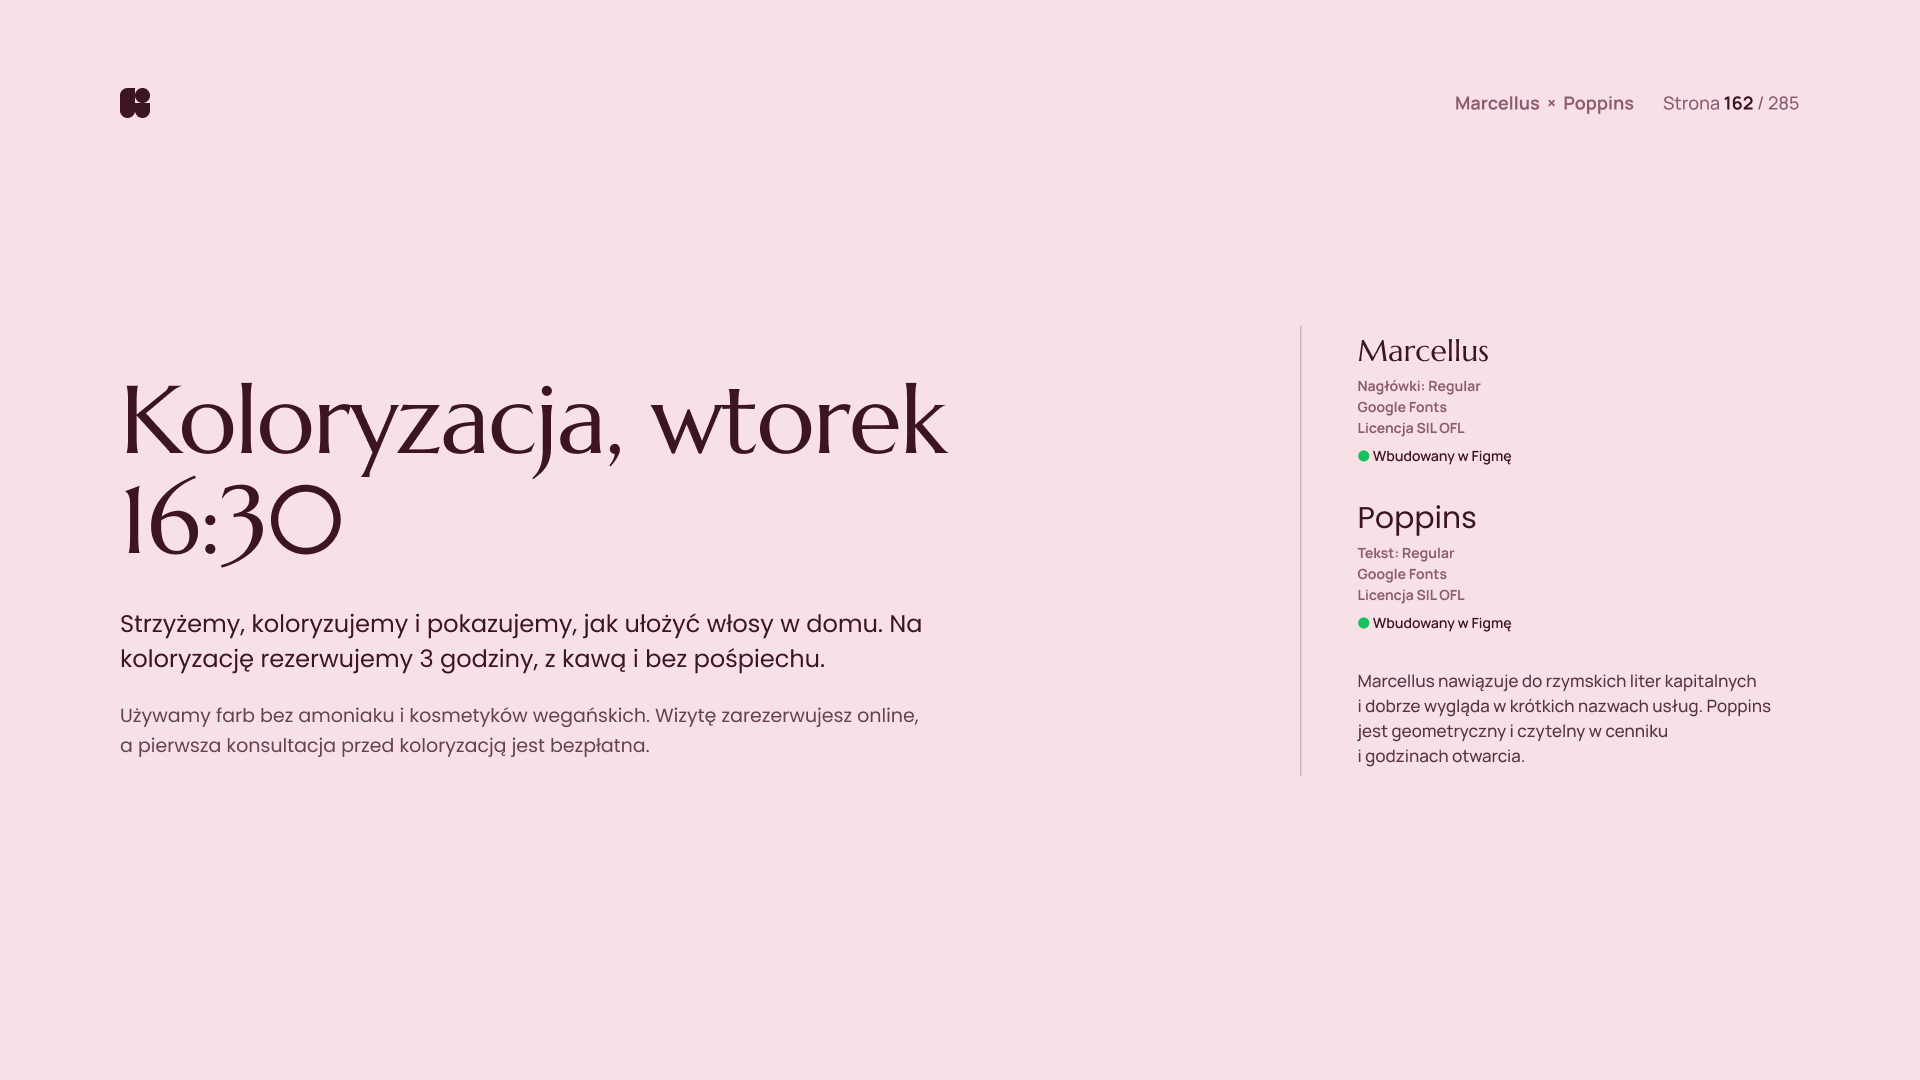 Marcellus × Poppins
Strona 162 / 285
Koloryzacja, wtorek
16:30
Strzyżemy, koloryzujemy i pokazujemy, jak ułożyć włosy w domu. Na
koloryzację rezerwujemy 3 godziny, z kawą i bez pośpiechu.
Używamy farb bez amoniaku i kosmetyków wegańskich. Wizytę zarezerwujesz online,
a pierwsza konsultacja przed koloryzacją jest bezpłatna.
Marcellus
Nagłówki: Regular
Google Fonts
Licencja SIL OFL
Wbudowany w Figmę
Poppins
Tekst: Regular
Google Fonts
Licencja SIL OFL
Wbudowany w Figmę
Marcellus nawiązuje do rzymskich liter kapitalnych
i dobrze wygląda w krótkich nazwach usług. Poppins
jest geometryczny i czytelny w cenniku
i godzinach otwarcia.